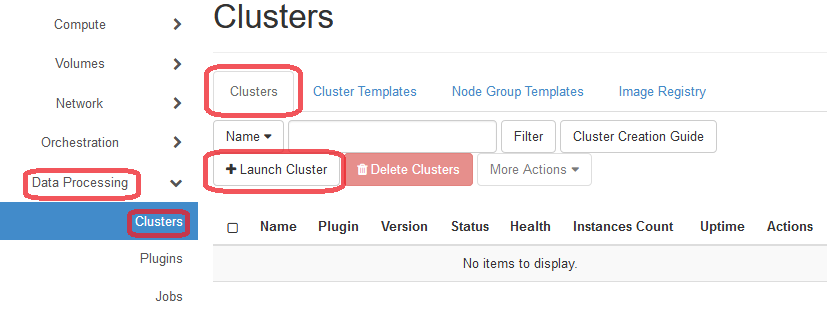 Clusters
Compute
Volumes
Network
Orchestration
Data Processing
Clusters
Plugins
Jobs
Clusters Cluster Templates Node Group Templates Image Registry
Name Filter Cluster Creation Guide
Launch Cluster Delete Clusters More Actions
Name Plugin Version Status Health Instances Count Uptime Actions
No items to display.